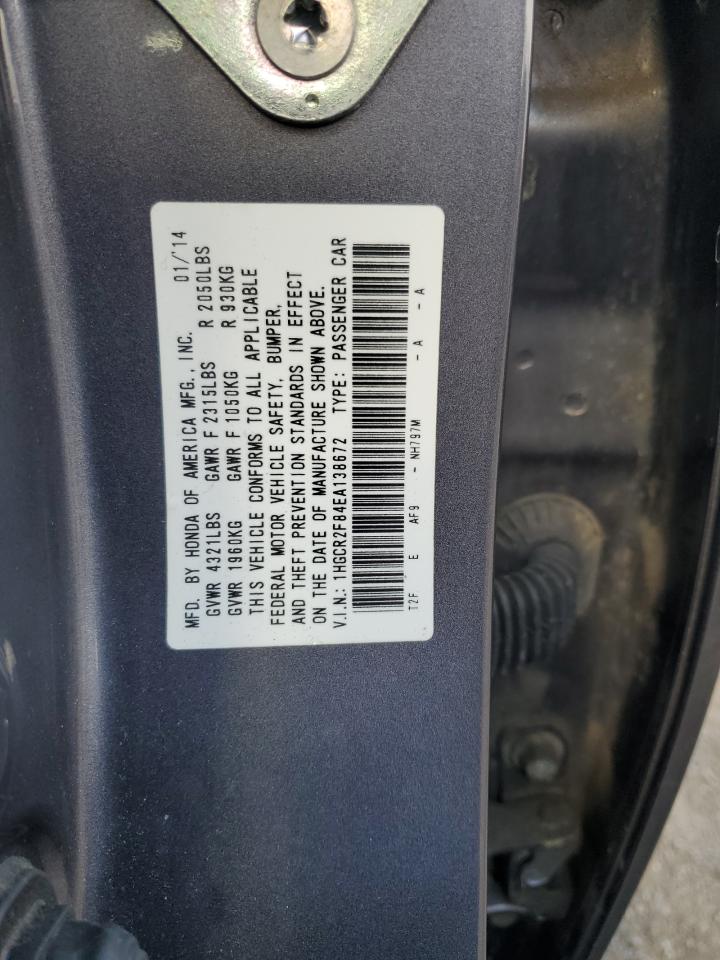 MFD. BY HONDA OF AMERICA MFG., INC. 01/'14
GVWR 4321LBS GAWR F 2315LBS R 2050LBS
GVWR 1960KG GAWR F 1050KG R 930KG
THIS VEHICLE CONFORMS TO ALL APPLICABLE
FEDERAL MOTOR VEHICLE SAFETY, BUMPER,
AND THEFT PREVENTION STANDARDS IN EFFECT
ON THE DATE OF MANUFACTURE SHOWN ABOVE.
V.I.N.: 1HGCR2F84EA138672 TYPE: PASSENGER CAR
T2F E AF9 - NH797M - A - A